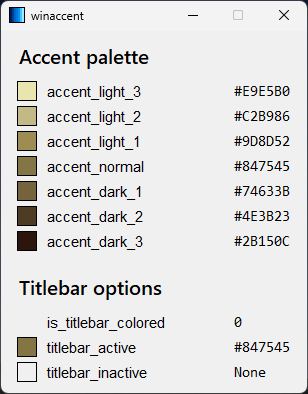 winaccent
Accent palette
accent_light_3 #E9E5B0
accent_light_2 #C2B986
accent_light_1 #9D8D52
accent_normal #847545
accent_dark_1 #74633B
accent_dark_2 #4E3B23
accent_dark_3 #2B150C
Titlebar options
is_titlebar_colored 0
titlebar_active #847545
titlebar_inactive None